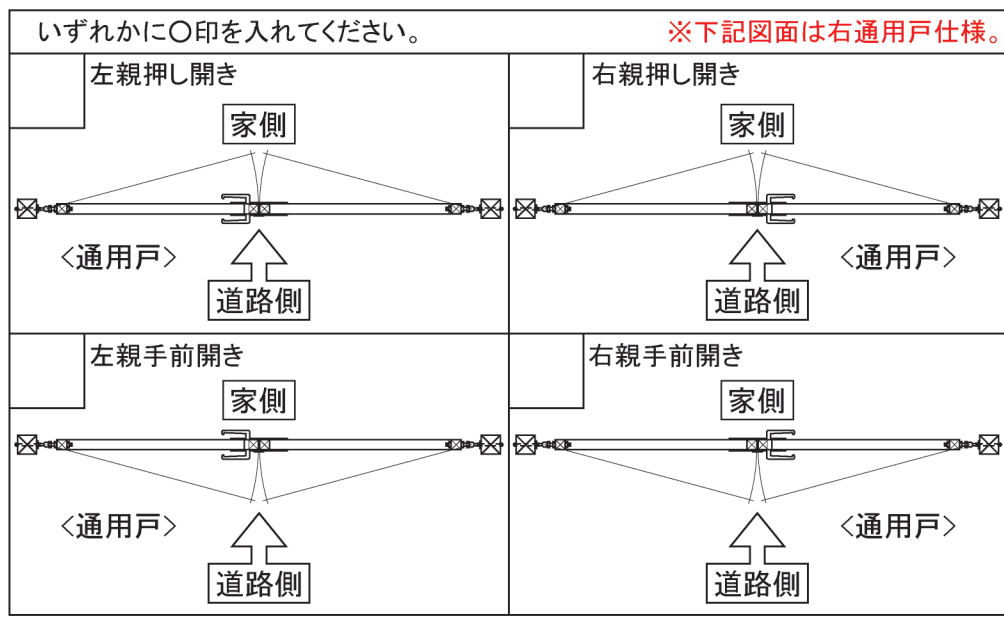 いずれかに〇印を入れてください。
※下記図面は右通用戸仕様。
左親押し開き
家側
<通用戸>
道路側
右親押し開き
家側
<通用戸>
道路側
左親手前開き
家側
<通用戸>
道路側
右親手前開き
家側
<通用戸>
道路側